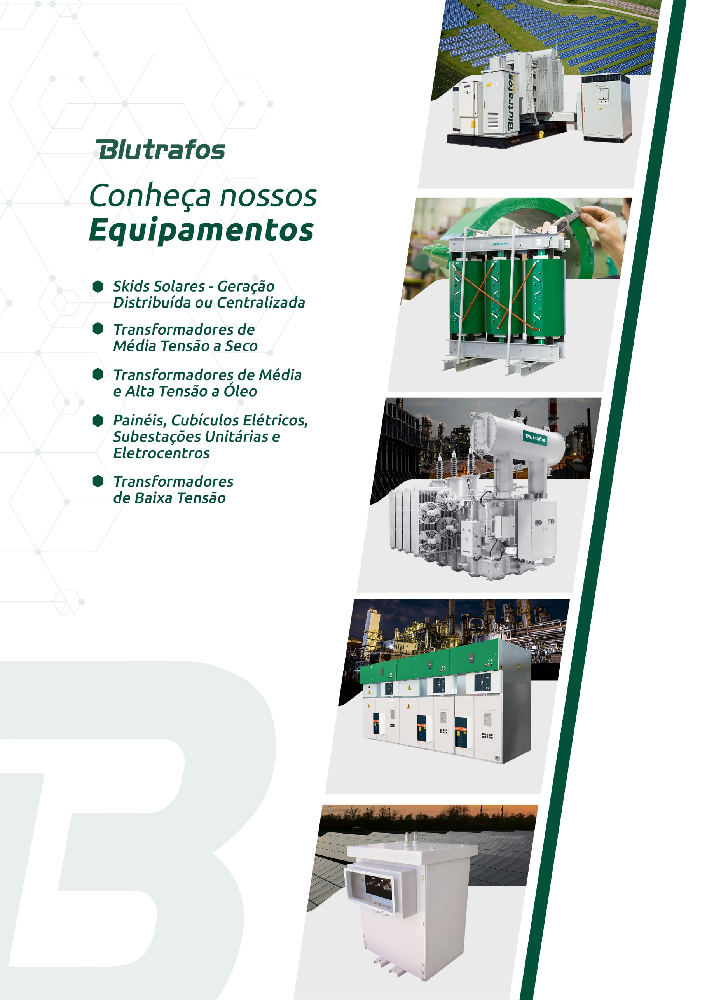 Blutrafos
Conheça nossos
Equipamentos
Skids Solares - Geração
Distribuída ou Centralizada
Transformadores de
Média Tensão a Seco
Transformadores de Média
e Alta Tensão a Óleo
Painéis, Cubículos Elétricos,
Subestações Unitárias e
Eletrocentros
Transformadores
de Baixa Tensão
Blutrafos
SOLAR
Blutrafos
H3
H2
H1
Blutrafos